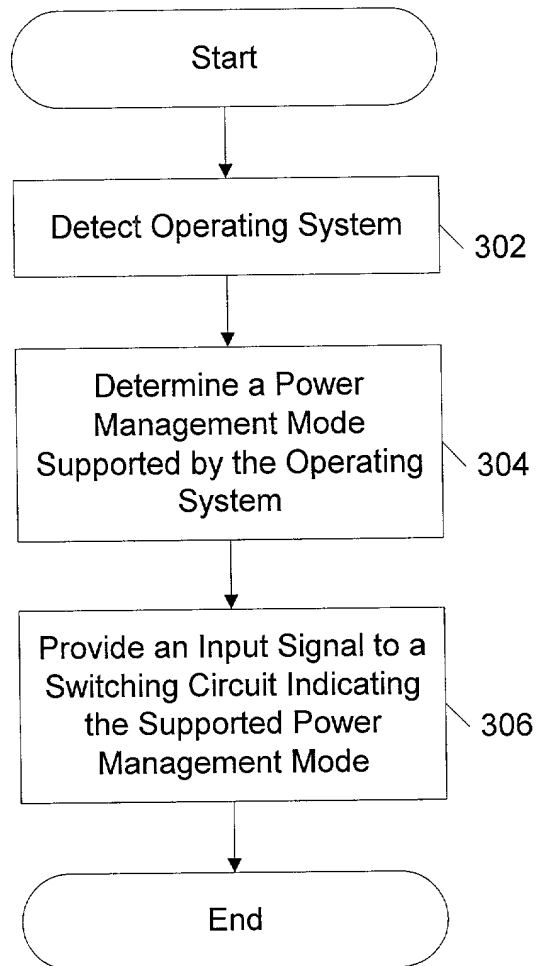 Start
Detect Operating System
302
Determine a Power
Management Mode
Supported by the Operating
System
304
Provide an Input Signal to a
Switching Circuit Indicating
the Supported Power
Management Mode
306
End